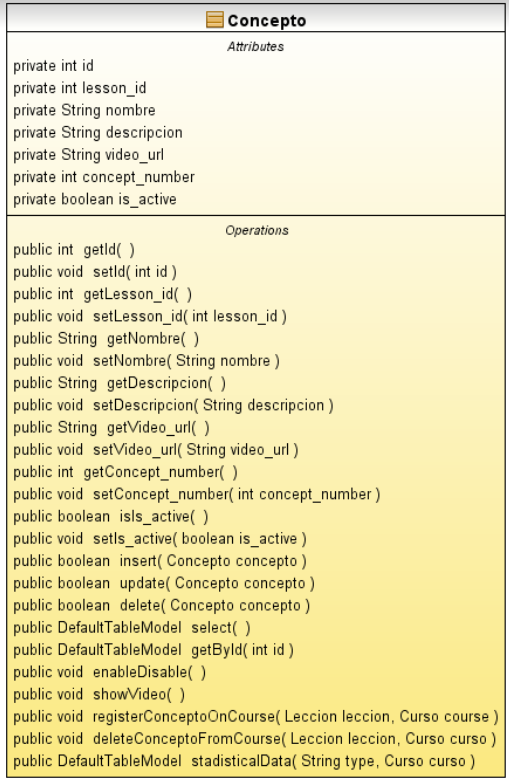 Concepto
Attributes
private int id
private int lesson_id
private String nombre
private String descripcion
private String video_url
private int concept_number
private boolean is_active
Operations
public int getId( )
public void setId( int id )
public int getLesson_id( )
public void setLesson_id( int lesson_id )
public String getNombre( )
public void setNombre( String nombre )
public String getDescripcion( )
public void setDescripcion( String descripcion )
public String getVideo_url( )
public void setVideo_url( String video_url )
public int getConcept_number( )
public void setConcept_number( int concept_number )
public boolean isIs_active( )
public void setIs_active( boolean is_active )
public boolean insert( Concepto concepto )
public boolean update( Concepto concepto )
public boolean delete( Concepto concepto )
public DefaultTableModel select( )
public DefaultTableModel getById( int id )
public void enableDisable( )
public void showVideo( )
public void registerConceptoOnCourse( Leccion leccion, Curso course )
public void deleteConceptoFromCourse( Leccion leccion, Curso curso )
public DefaultTableModel stadisticalData( String type, Curso curso )